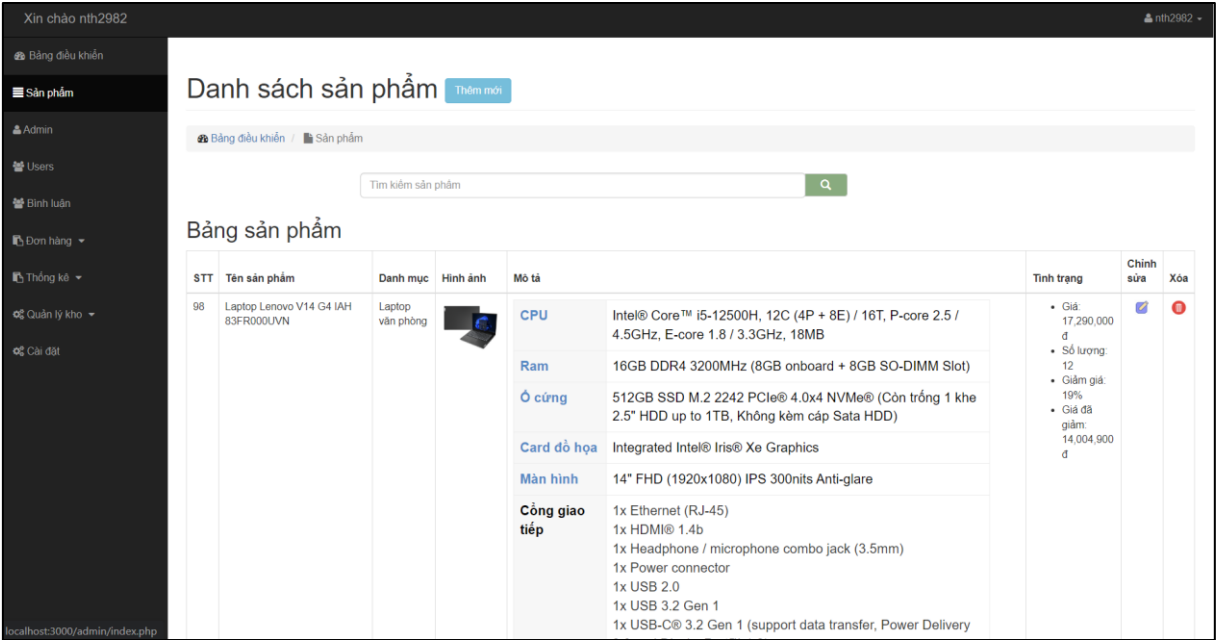 Xin chào nth2982
nth2982
Bảng điều khiển
Sản phẩm
Admin
Users
Bình luận
Đơn hàng
Thống kê
Quản lý kho
Cài đặt
localhost:3000/admin/index.php
Danh sách sản phẩm Thêm mới
Bảng điều khiển / Sản phẩm
Tìm kiếm sản phẩm
Bảng sản phẩm
STT Tên sản phẩm Danh mục Hình ảnh Mô tả Tình trạng Chỉnh sửa Xóa
98
Laptop Lenovo V14 G4 IAH
83FR000UVN
Laptop
văn phòng
CPU
Intel® Core™ i5-12500H, 12C (4P + 8E) / 16T, P-core 2.5 /
4.5GHz, E-core 1.8 / 3.3GHz, 18MB
Ram
16GB DDR4 3200MHz (8GB onboard + 8GB SO-DIMM Slot)
Ổ cứng
512GB SSD M.2 2242 PCIe® 4.0x4 NVMe® (Còn trống 1 khe
2.5" HDD up to 1TB, Không kèm cáp Sata HDD)
Card đồ họa
Integrated Intel® Iris® Xe Graphics
Màn hình
14" FHD (1920x1080) IPS 300nits Anti-glare
Cổng giao
tiếp
1x Ethernet (RJ-45)
1x HDMI® 1.4b
1x Headphone / microphone combo jack (3.5mm)
1x Power connector
1x USB 2.0
1x USB 3.2 Gen 1
1x USB-C® 3.2 Gen 1 (support data transfer, Power Delivery
Giá:
17,290,000
đ
Số lượng:
12
Giảm giá:
19%
Giá đã
giảm:
14,004,900
đ